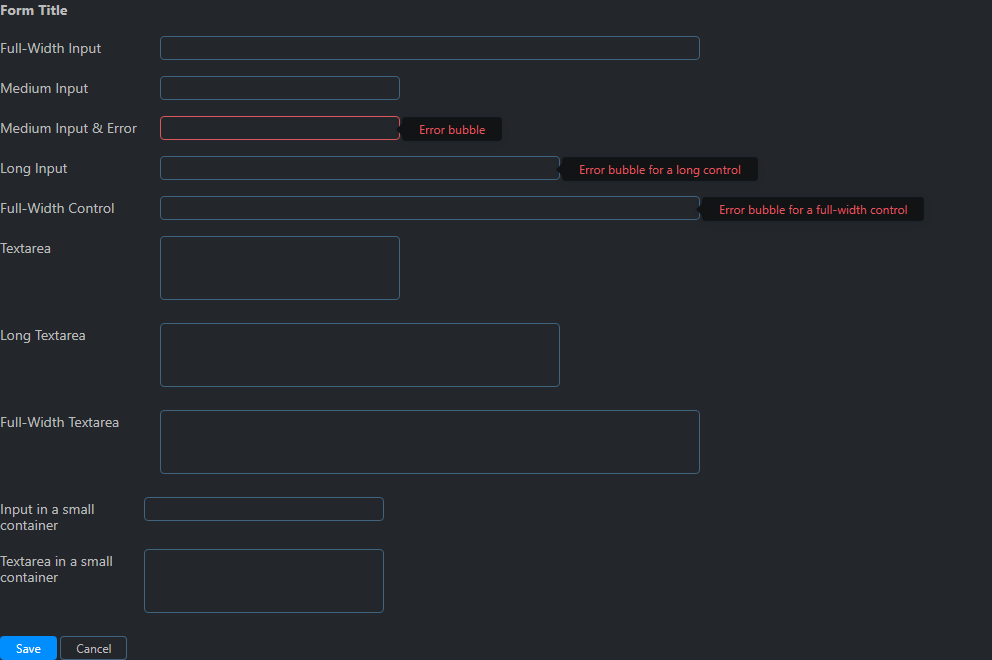 Form Title
Full-Width Input
Medium Input
Medium Input & Error
Error bubble
Long Input
Error bubble for a long control
Full-Width Control
Error bubble for a full-width control
Textarea
Long Textarea
Full-Width Textarea
Input in a small
container
Textarea in a small
container
Save
Cancel